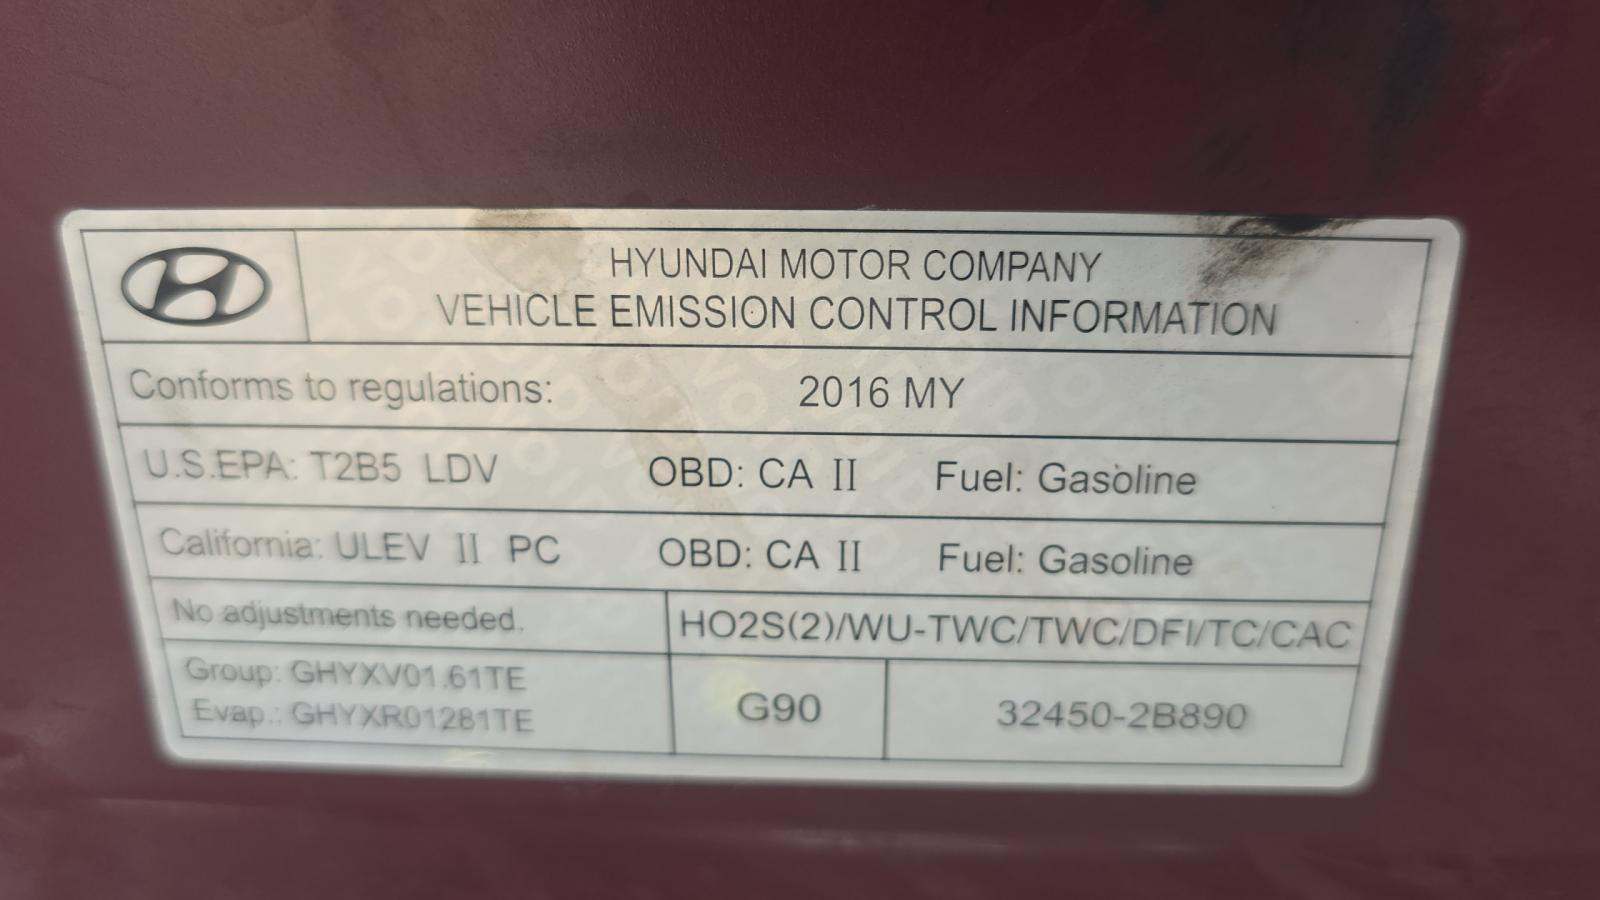 HYUNDAI MOTOR COMPANY
VEHICLE EMISSION CONTROL INFORMATION
Conforms to regulations: 2016 MY
U.S.EPA: T2B5 LDV OBD: CA II Fuel: Gasoline
California: ULEV II PC OBD: CA II Fuel: Gasoline
No adjustments needed. HO2S(2)/WU-TWC/TWC/DFI/TC/CAC
Group: GHYXV01.61TE
Evap.: GHYXR01281TE
G90 32450-2B890